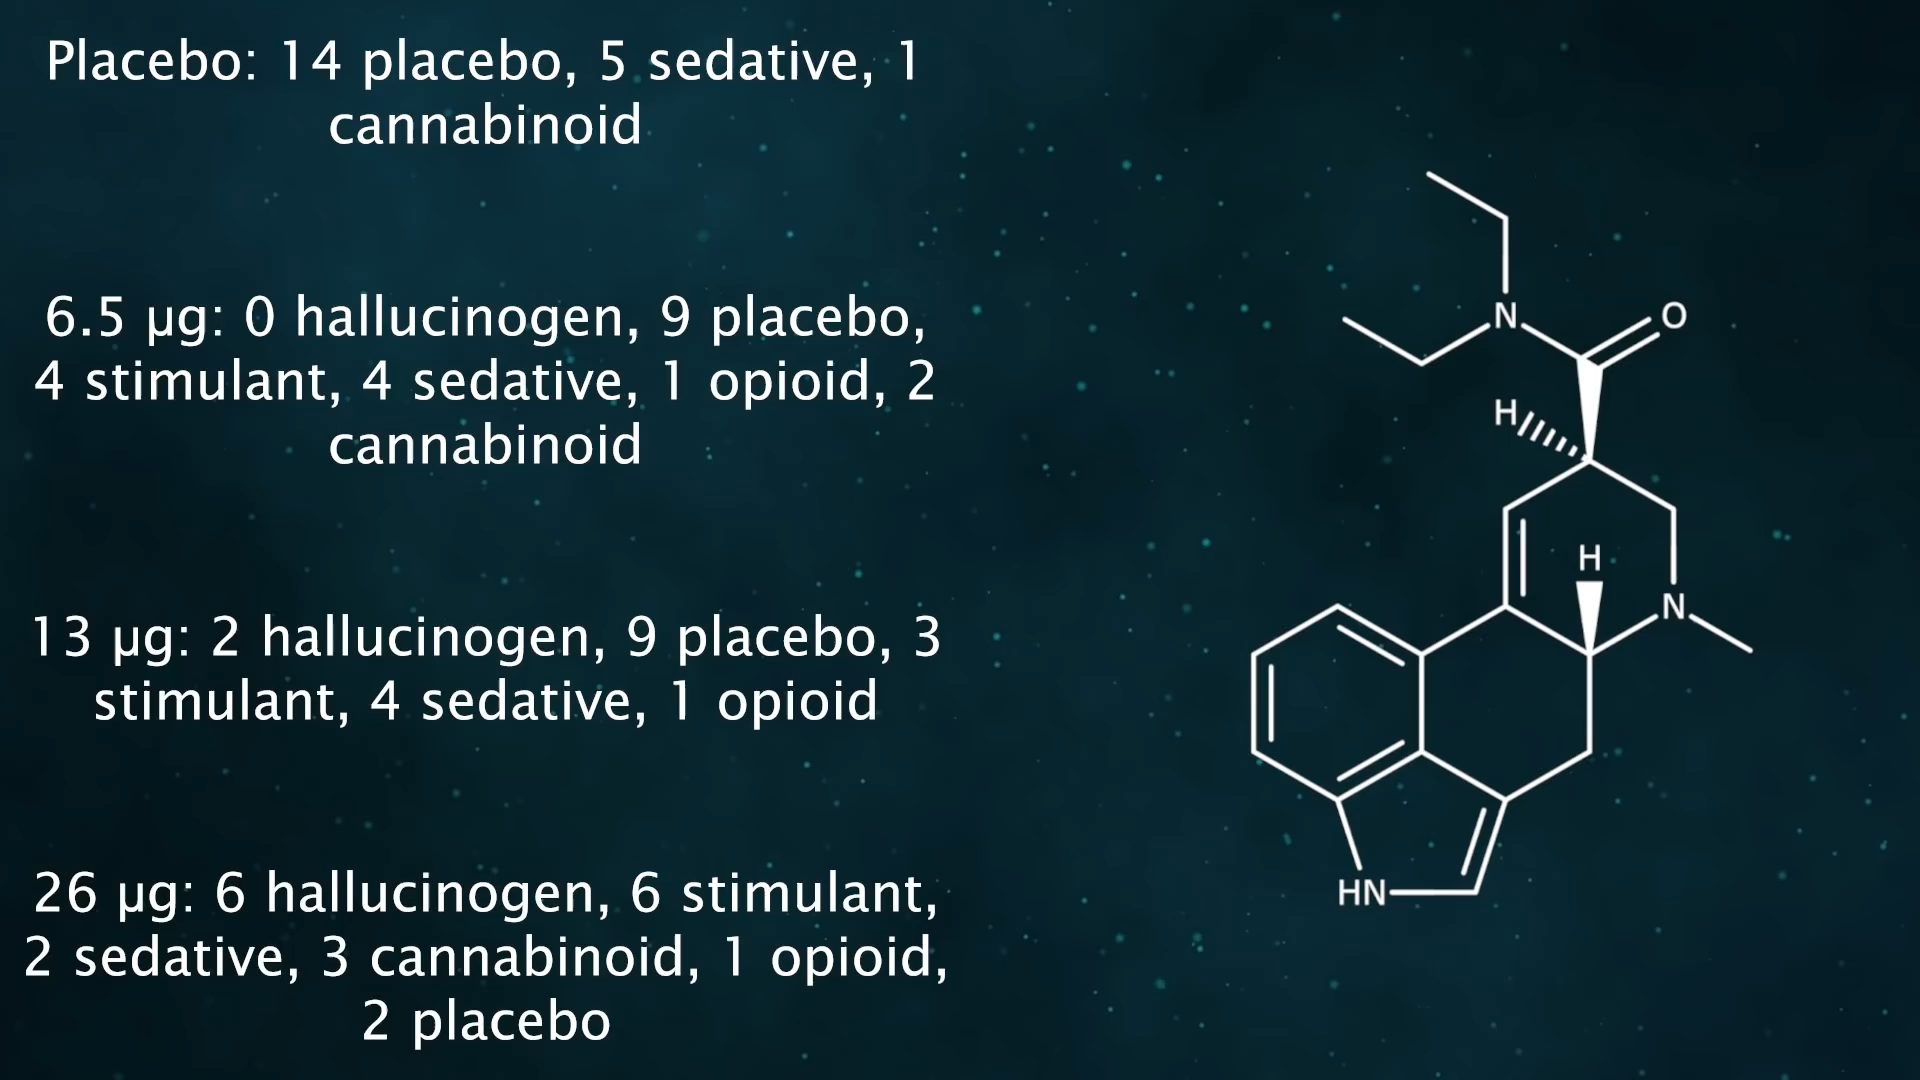 Placebo: 14 placebo, 5 sedative, 1
cannabinoid
6.5 µg: 0 hallucinogen, 9 placebo,
4 stimulant, 4 sedative, 1 opioid, 2
cannabinoid
13 µg: 2 hallucinogen, 9 placebo, 3
stimulant, 4 sedative, 1 opioid
26 µg: 6 hallucinogen, 6 stimulant,
2 sedative, 3 cannabinoid, 1 opioid,
2 placebo
N
O
H
H
N
HN